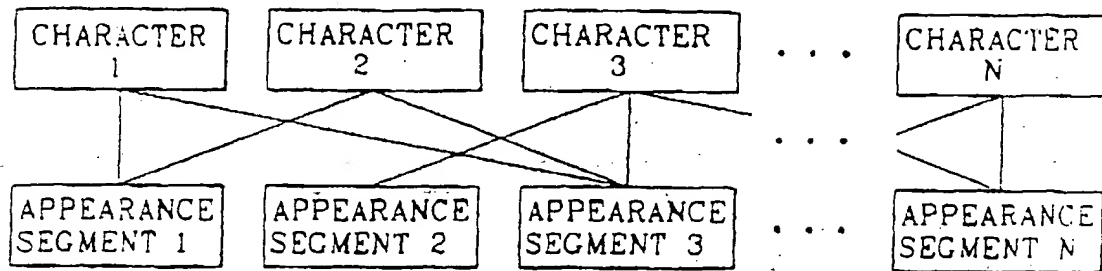 CHARACTER
1
CHARACTER
2
CHARACTER
3
. . .
CHARACTER
N
. . .
APPEARANCE
SEGMENT 1
APPEARANCE
SEGMENT 2
APPEARANCE
SEGMENT 3
. . .
APPEARANCE
SEGMENT N